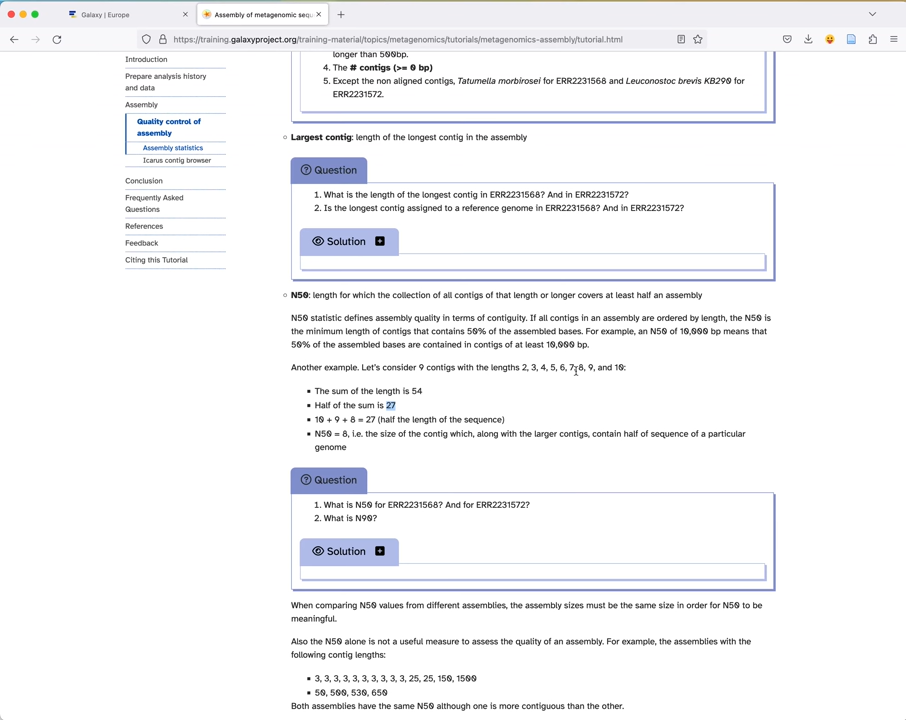 Galaxy | Europe
Assembly of metagenomic sequ
https://training.galaxyproject.org/training-material/topics/metagenomics/tutorials/metagenomics-assembly/tutorial.html
Introduction
Prepare analysis history
and data
Assembly
Quality control of
assembly
Assembly statistics
Icarus contig browser
Conclusion
Frequently Asked
Questions
References
Feedback
Citing this Tutorial
longer than 500bp.
4. The # contigs (>= 0 bp)
5. Except the non aligned contigs, Tatumella morbirosei for ERR2231568 and Leuconostoc brevis KB290 for
ERR2231572.
Largest contig: length of the longest contig in the assembly
Question
1. What is the length of the longest contig in ERR2231568? And in ERR2231572?
2. Is the longest contig assigned to a reference genome in ERR2231568? And in ERR2231572?
Solution
N50: length for which the collection of all contigs of that length or longer covers at least half an assembly
N50 statistic defines assembly quality in terms of contiguity. If all contigs in an assembly are ordered by length, the N50 is
the minimum length of contigs that contains 50% of the assembled bases. For example, an N50 of 10,000 bp means that
50% of the assembled bases are contained in contigs of at least 10,000 bp.
Another example. Let's consider 9 contigs with the lengths 2, 3, 4, 5, 6, 7, 8, 9, and 10:
The sum of the length is 54
Half of the sum is 27
10 + 9 + 8 = 27 (half the length of the sequence)
N50 = 8, i.e. the size of the contig which, along with the larger contigs, contain half of sequence of a particular
genome
Question
1. What is N50 for ERR2231568? And for ERR2231572?
2. What is N90?
Solution
When comparing N50 values from different assemblies, the assembly sizes must be the same size in order for N50 to be
meaningful.
Also the N50 alone is not a useful measure to assess the quality of an assembly. For example, the assemblies with the
following contig lengths:
3, 3, 3, 3, 3, 3, 3, 3, 3, 3, 25, 25, 150, 1500
50, 500, 530, 650
Both assemblies have the same N50 although one is more contiguous than the other.